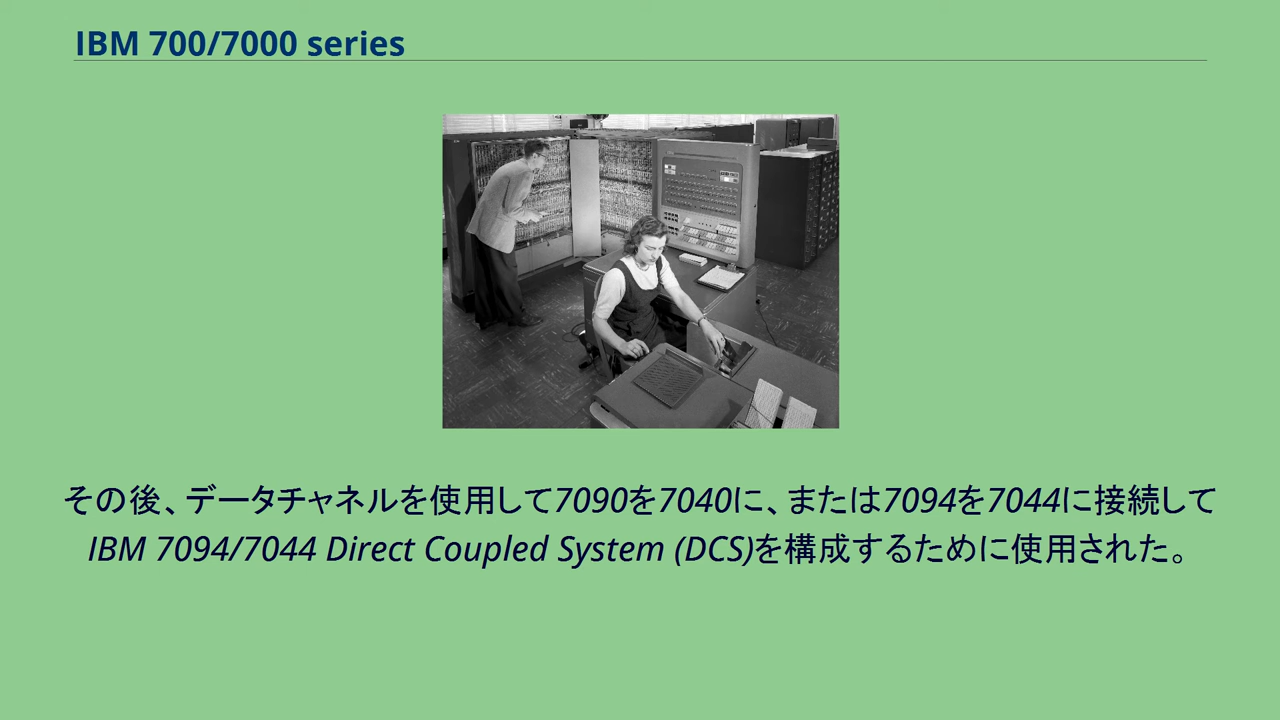 IBM 700/7000 series
その後、データチャネルを使用して7090を7040に、または7094を7044に接続して
IBM 7094/7044 Direct Coupled System (DCS)を構成するために使用された。